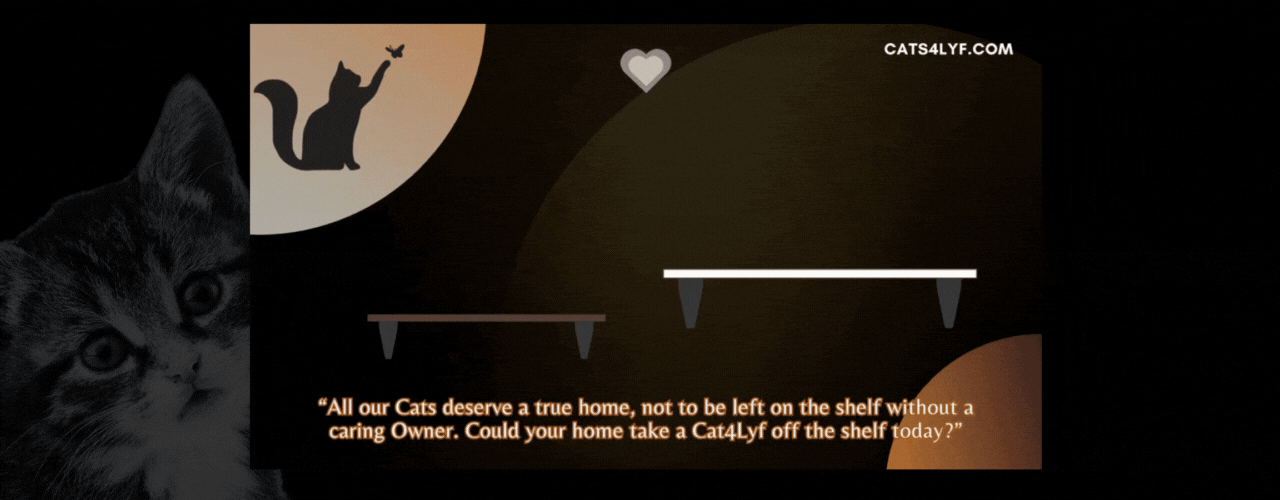 CATS4LYF.COM
“All our Cats deserve a true home, not to be left on the shelf without a
caring Owner. Could your home take a Cat4Lyf off the shelf today?”